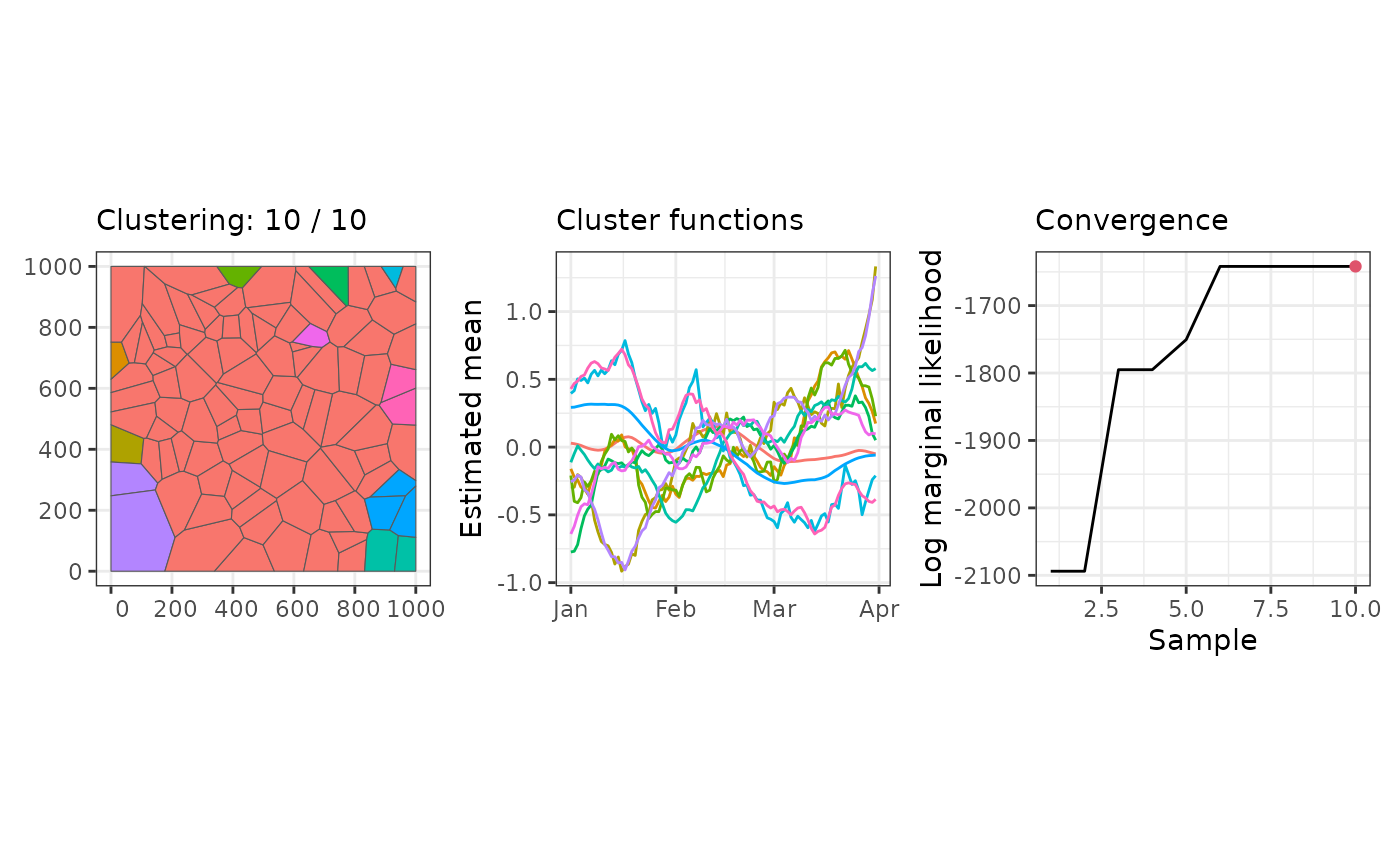 Clustering: 10 / 10
1000
800
600
400
200
0
0 200 400 600 800 1000
Cluster functions
Estimated mean
1.0
0.5
0.0
-0.5
-1.0
Jan Feb Mar Apr
Convergence
Log marginal likelihood
-1700
-1800
-1900
-2000
-2100
2.5 5.0 7.5 10.0
Sample